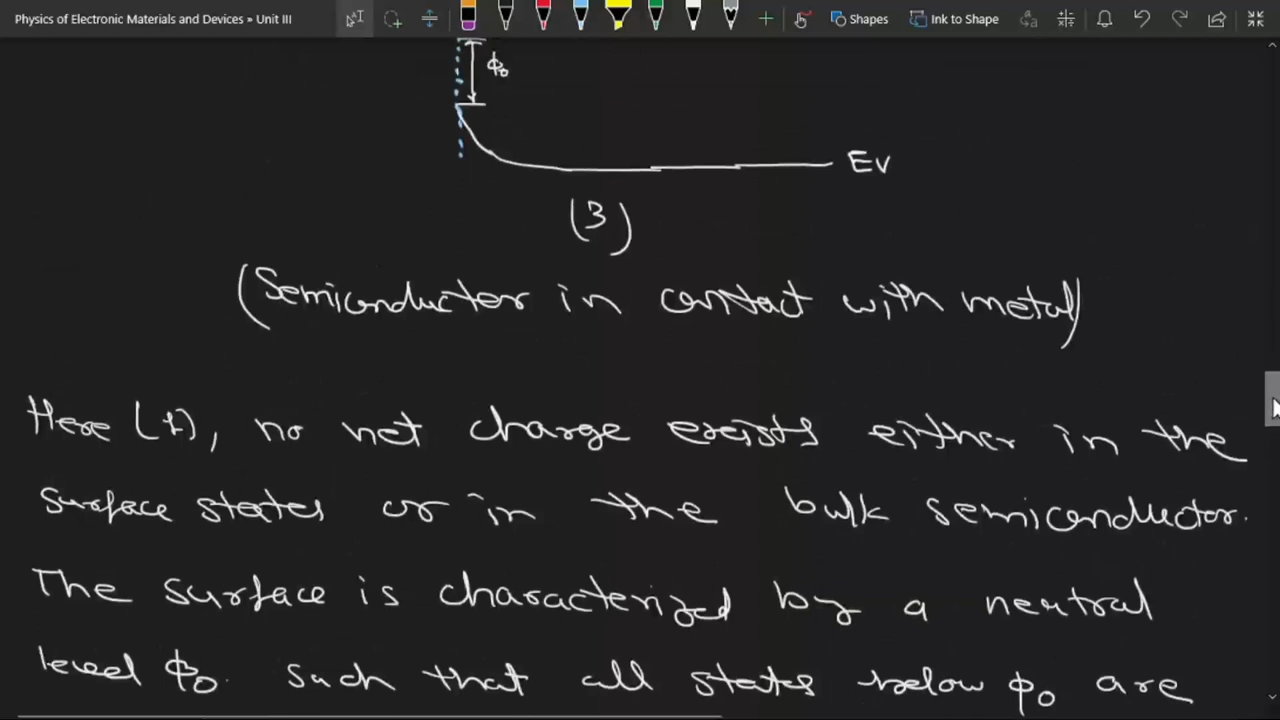 Physics of Electronic Materials and Devices » Unit III
Shapes
Ink to Shape
ϕ₀
Ev
(3)
(Semiconductor in contact with metal)
Here (1), no net charge exists either in the
surface states or in the bulk semiconductor.
The surface is characterized by a neutral
level ϕ₀. Such that all states below ϕ₀ are